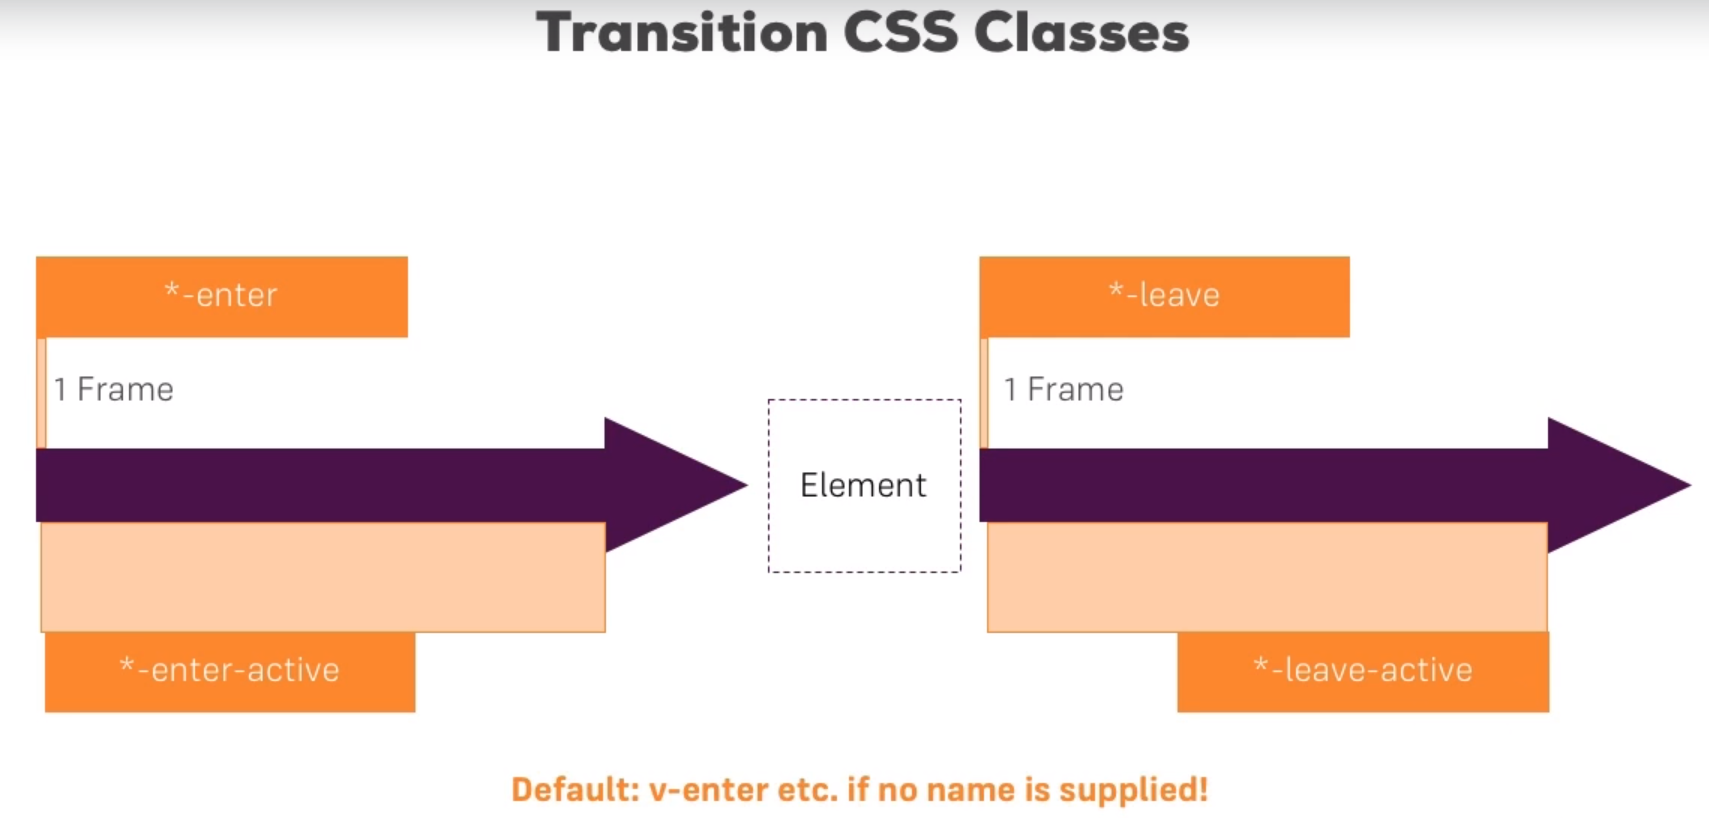 Transition CSS Classes
*-enter
*-leave
1 Frame
1 Frame
Element
*-enter-active
*-leave-active
Default: v-enter etc. if no name is supplied!